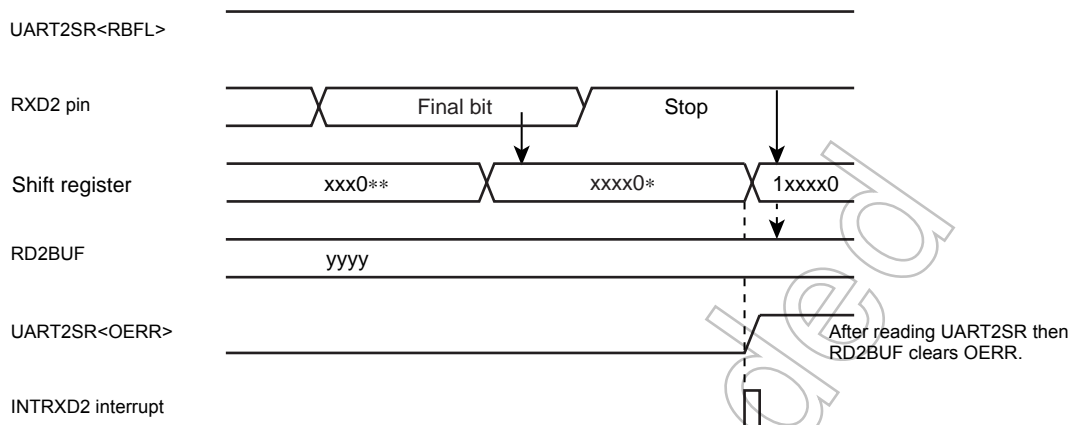 UART2SR<RBFL>
RXD2 pin
Final bit
Stop
Shift register
xxx0**
xxxx0*
1xxxx0
RD2BUF
yyyy
UART2SR<OERR>
After reading UART2SR then
RD2BUF clears OERR.
INTRXD2 interrupt
ded